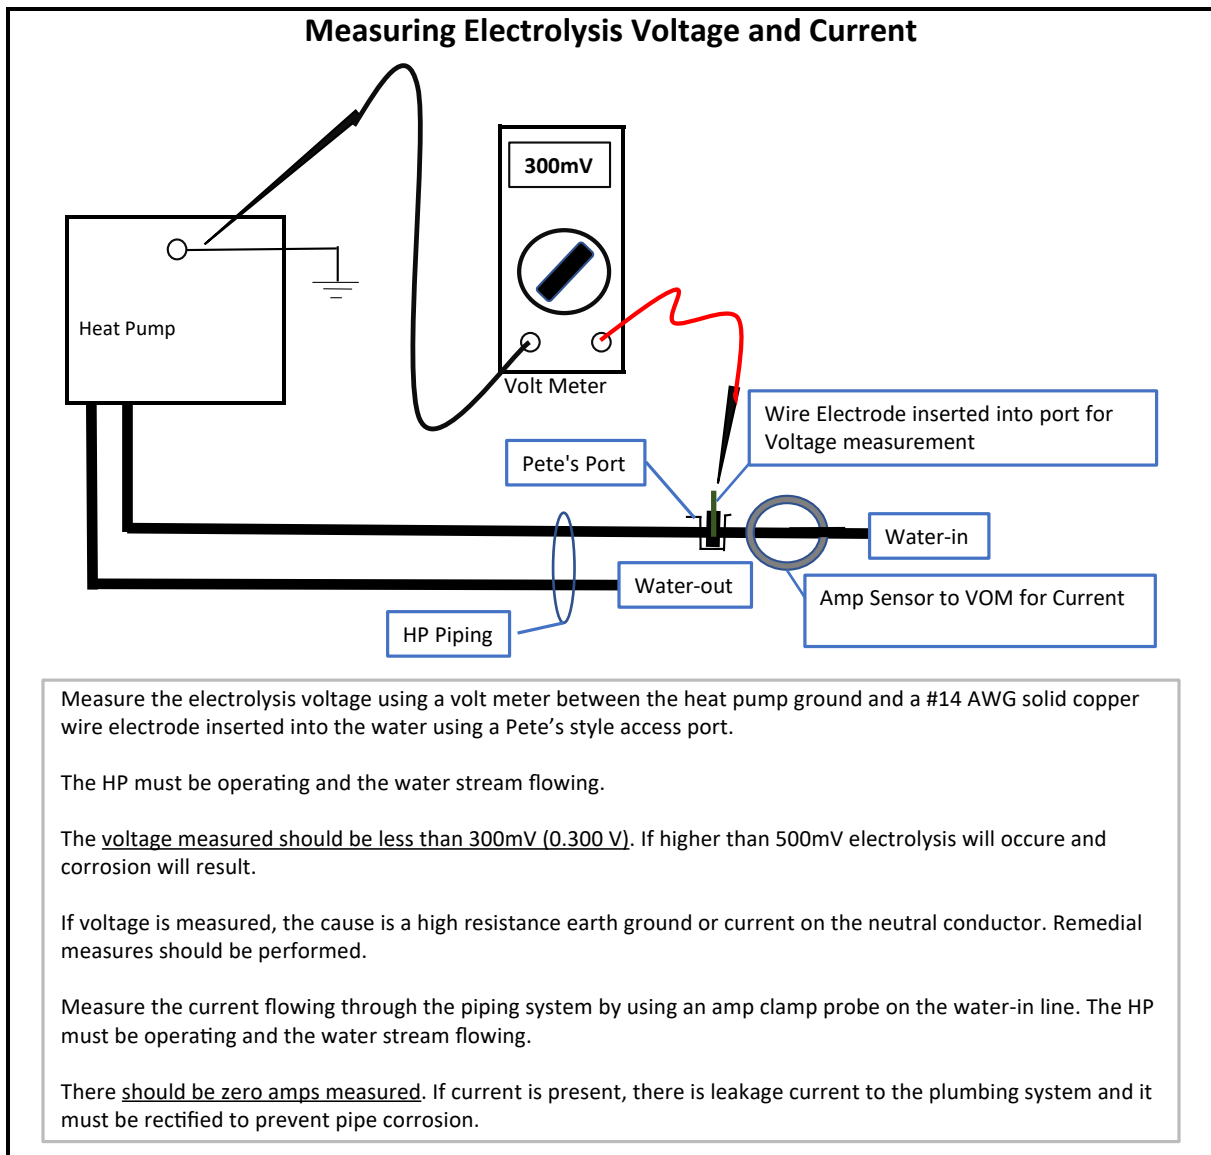 Measuring Electrolysis Voltage and Current
300mV
Heat Pump
Volt Meter
Wire Electrode inserted into port for
Voltage measurement
Pete's Port
Water-in
Water-out
Amp Sensor to VOM for Current
HP Piping
Measure the electrolysis voltage using a volt meter between the heat pump ground and a #14 AWG solid copper
wire electrode inserted into the water using a Pete’s style access port.
The HP must be operating and the water stream flowing.
The voltage measured should be less than 300mV (0.300 V). If higher than 500mV electrolysis will occure and
corrosion will result.
If voltage is measured, the cause is a high resistance earth ground or current on the neutral conductor. Remedial
measures should be performed.
Measure the current flowing through the piping system by using an amp clamp probe on the water-in line. The HP
must be operating and the water stream flowing.
There should be zero amps measured. If current is present, there is leakage current to the plumbing system and it
must be rectified to prevent pipe corrosion.